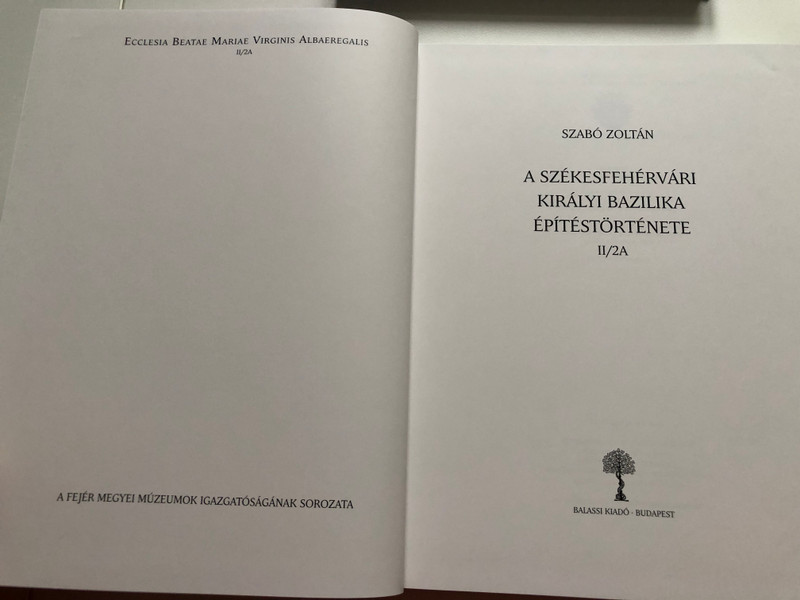 Ecclesia Beatae Mariae Virginis Albaeregalis
II/2A
A FEJÉR MEGYEI MÚZEUMOK IGAZGATÓSÁGÁNAK SOROZATA
SZABÓ ZOLTÁN
A SZÉKESFEHÉRVÁRI
KIRÁLYI BAZILIKA
ÉPÍTÉSTÖRTÉNETE
II/2A
BALASSI KIADÓ · BUDAPEST